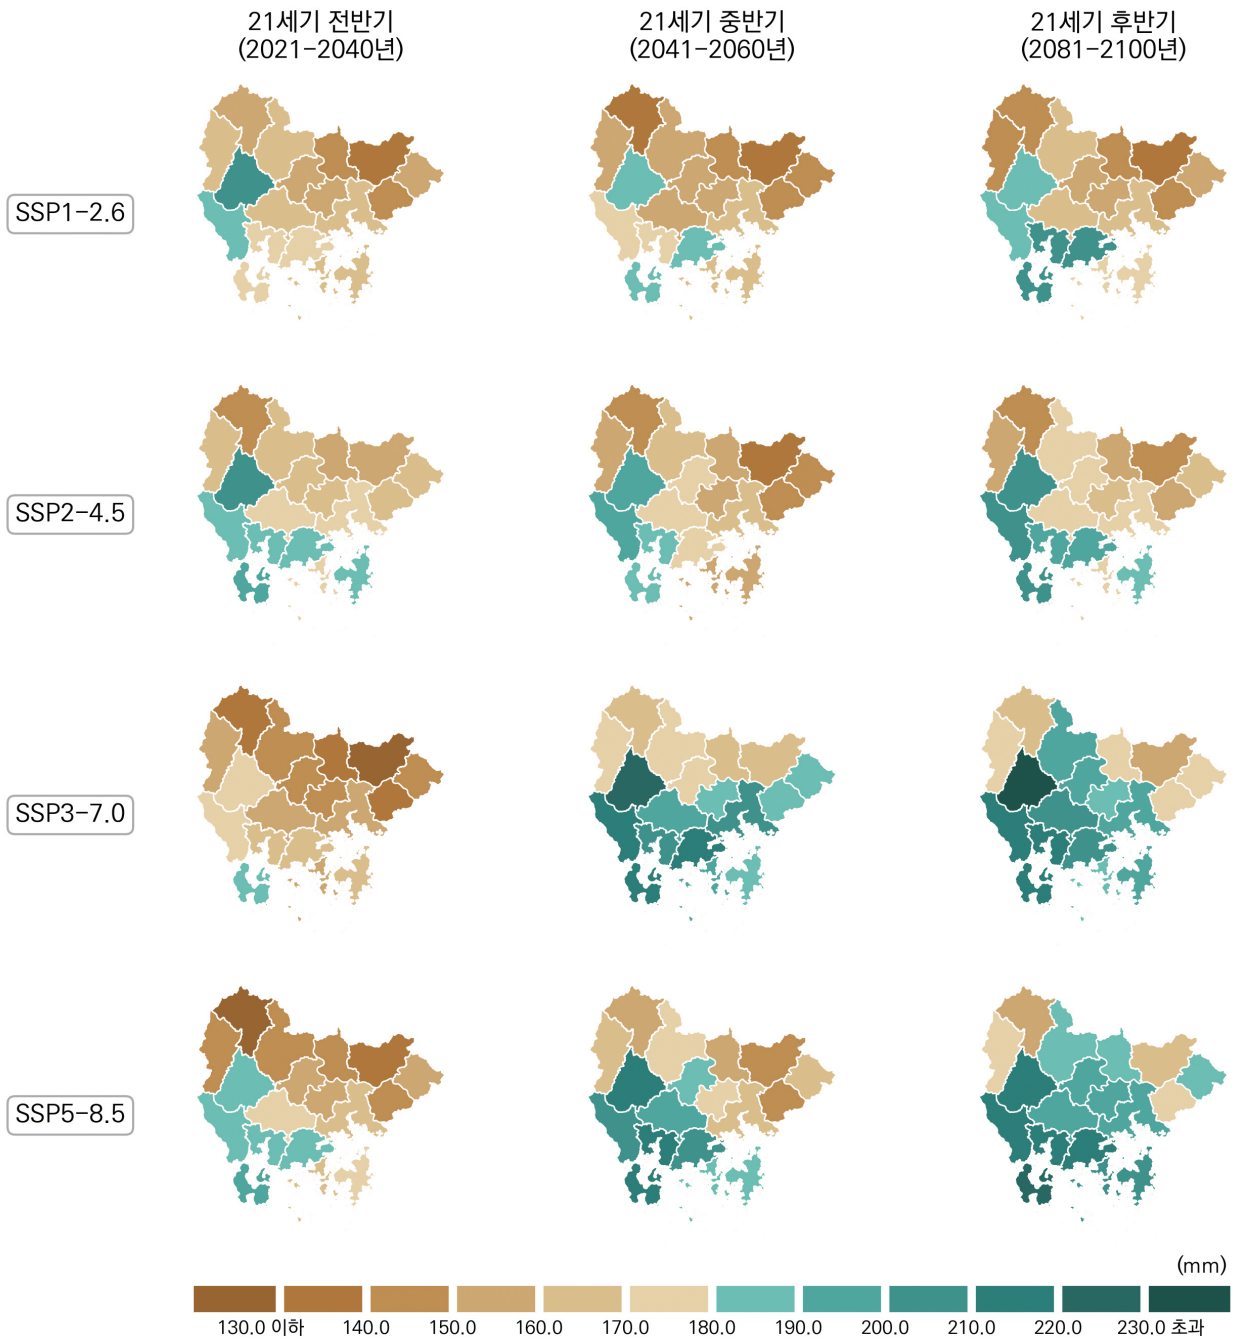 21세기 전반기
(2021-2040년)
21세기 중반기
(2041-2060년)
21세기 후반기
(2081-2100년)
SSP1-2.6
SSP2-4.5
SSP3-7.0
SSP5-8.5
(mm)
130.0 이하 140.0 150.0 160.0 170.0 180.0 190.0 200.0 210.0 220.0 230.0 초과